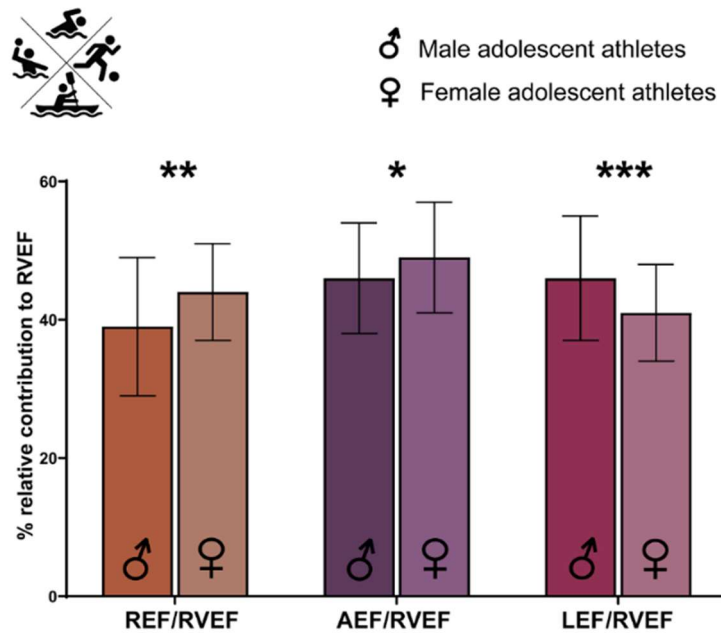 ♂ Male adolescent athletes
♀ Female adolescent athletes
** * ***
% relative contribution to RVEF
60
40
20
0
♂ ♀ ♂ ♀ ♂ ♀
REF/RVEF AEF/RVEF LEF/RVEF